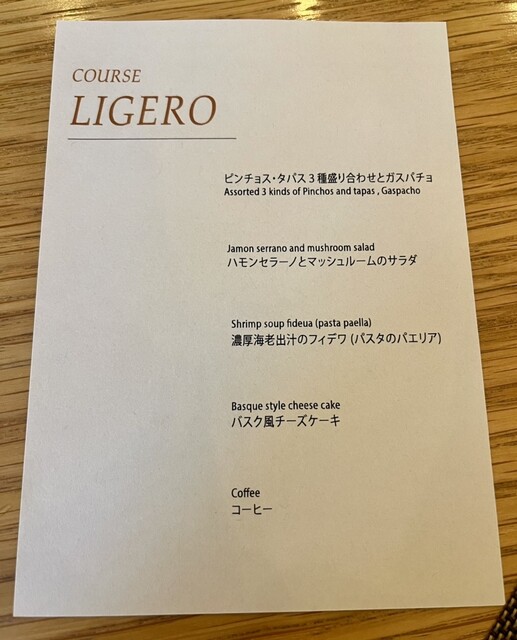 COURSE
LIGERO
ピンチョス・タパス３種盛り合わせとガスパチョ
Assorted 3 kinds of Pinchos and tapas , Gaspacho
Jamon serrano and mushroom salad
ハモンセラーノとマッシュルームのサラダ
Shrimp soup fideua (pasta paella)
濃厚海老出汁のフィデワ (パスタのパエリア)
Basque style cheese cake
バスク風チーズケーキ
Coffee
コーヒー